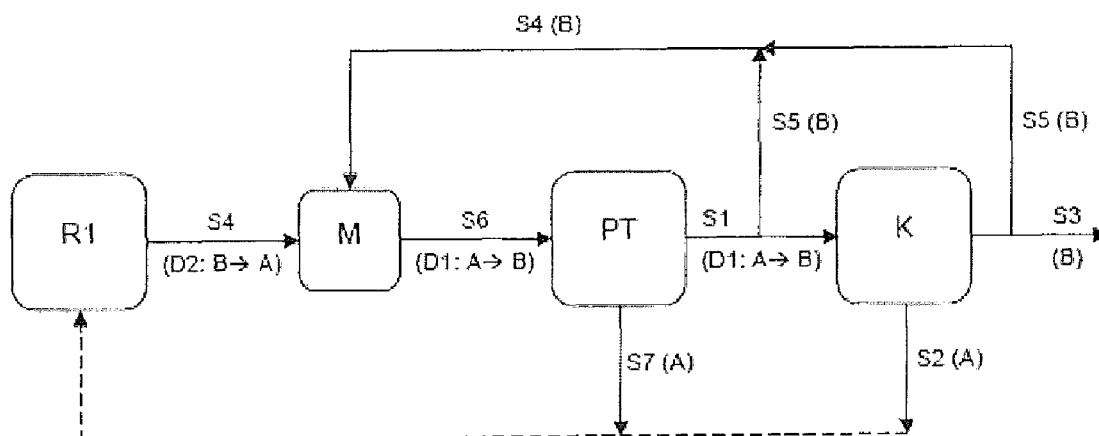 S4 (B)
S5 (B)
S5 (B)
R1
S4
(D2: B→ A)
M
S6
(D1: A→ B)
PT
S1
(D1: A→ B)
K
S3
(B)
S7 (A)
S2 (A)